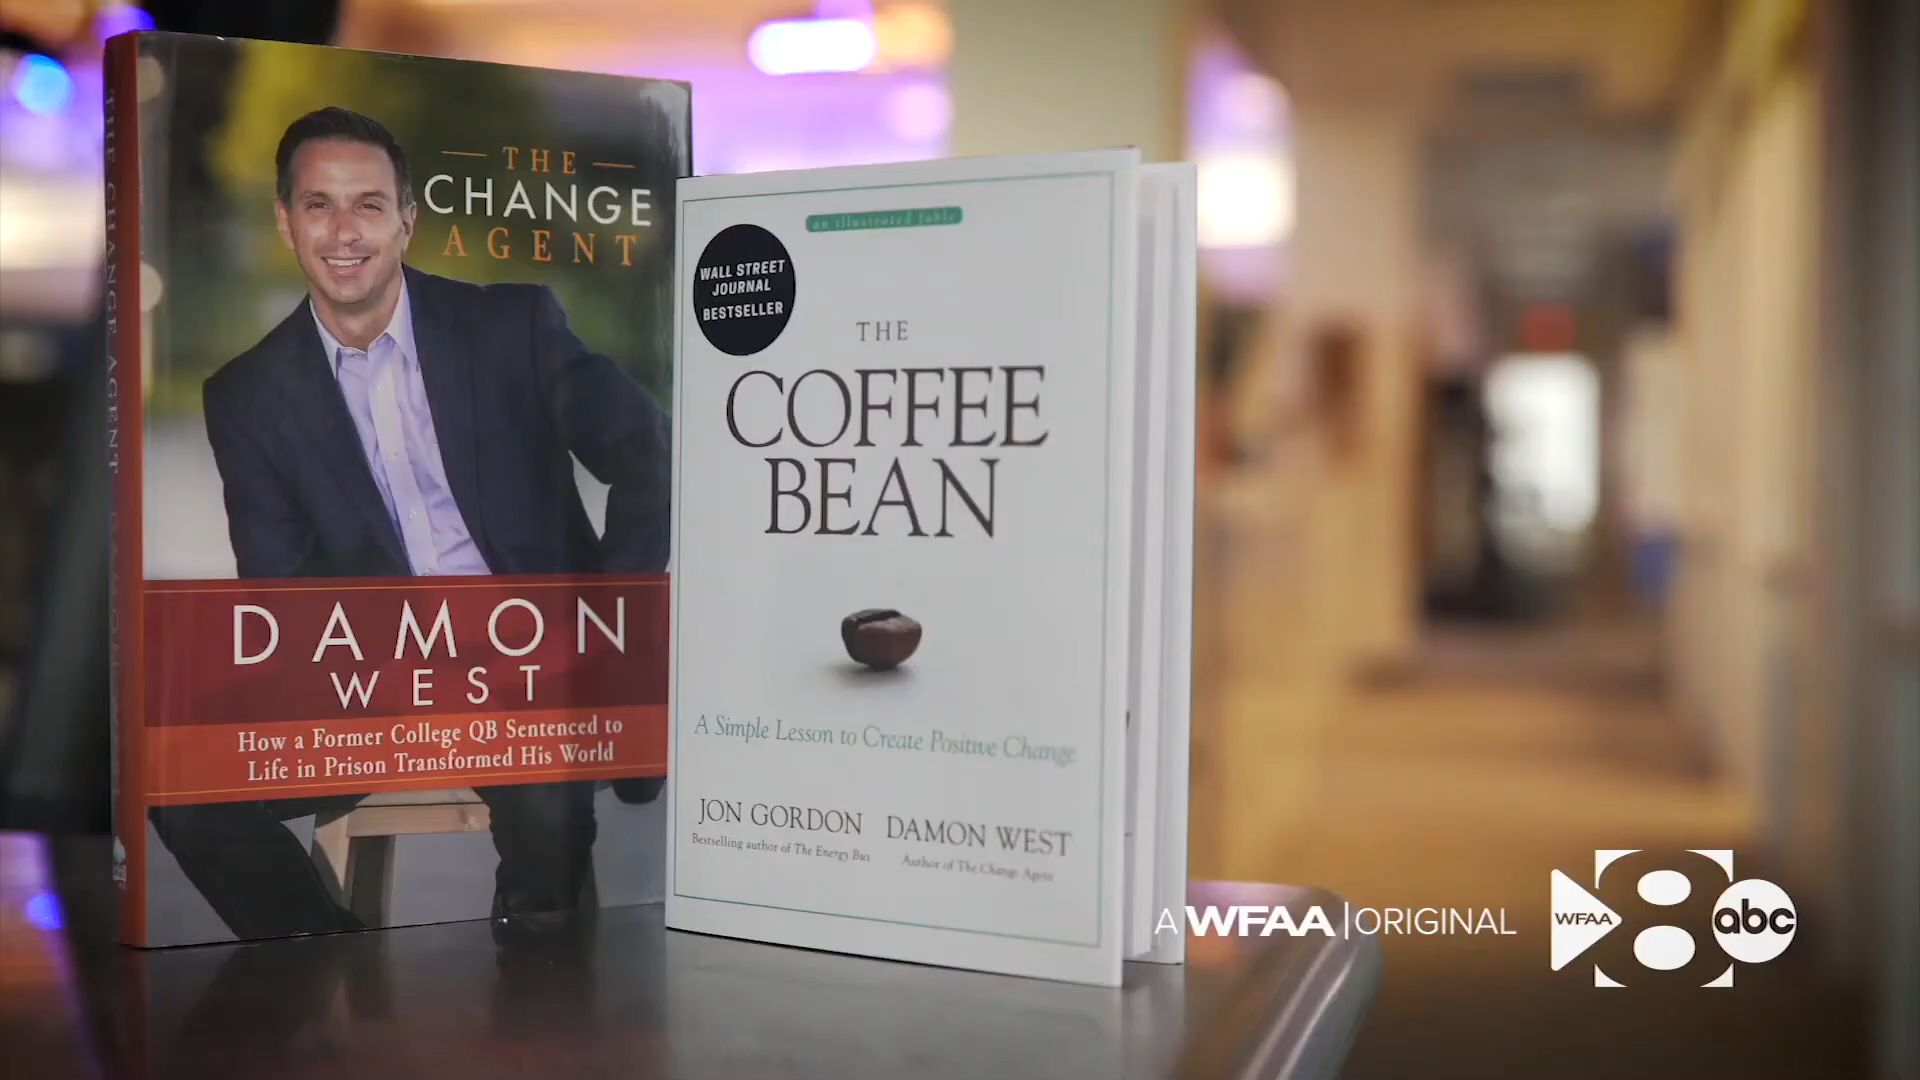 THE CHANGE AGENT DAMON WEST
THE
CHANGE
AGENT
DAMON
WEST
How a Former College QB Sentenced to
Life in Prison Transformed His World
an illustrated fable
WALL STREET
JOURNAL
BESTSELLER
THE
COFFEE
BEAN
A Simple Lesson to Create Positive Change
JON GORDON
Bestselling author of The Energy Bus
DAMON WEST
Author of The Change Agent
A WFAA | ORIGINAL
WFAA 8 abc